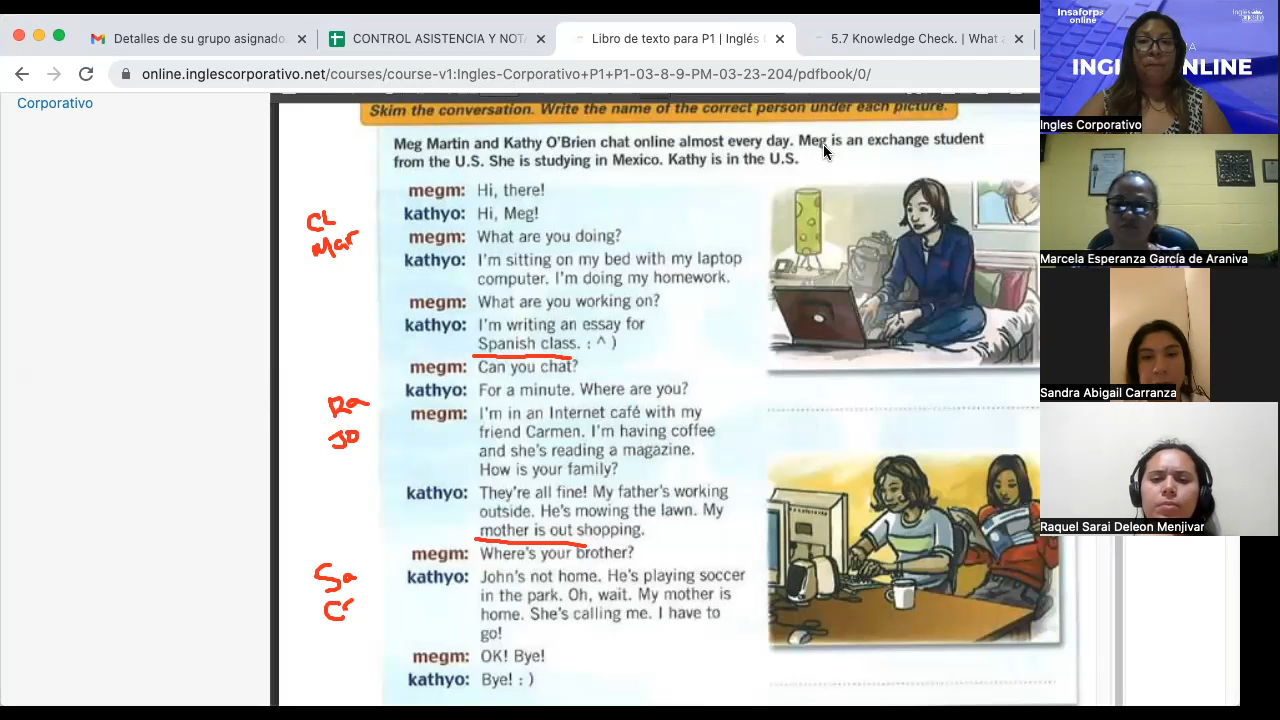 Detalles de su grupo asignado
CONTROL ASISTENCIA Y NOTA
Libro de texto para P1 | Inglés
5.7 Knowledge Check. | What a
online.inglescorporativo.net/courses/course-v1:Ingles-Corporativo+P1+P1-03-8-9-PM-03-23-204/pdfbook/0/
Corporativo
Skim the conversation. Write the name of the correct person under each picture.
Meg Martin and Kathy O'Brien chat online almost every day. Meg is an exchange student
from the U.S. She is studying in Mexico. Kathy is in the U.S.
megm: Hi, there!
kathyo: Hi, Meg!
megm: What are you doing?
kathyo: I'm sitting on my bed with my laptop
computer. I'm doing my homework.
megm: What are you working on?
kathyo: I'm writing an essay for
Spanish class. : ^ )
megm: Can you chat?
kathyo: For a minute. Where are you?
megm: I'm in an Internet café with my
friend Carmen. I'm having coffee
and she's reading a magazine.
How is your family?
kathyo: They're all fine! My father's working
outside. He's mowing the lawn. My
mother is out shopping.
megm: Where's your brother?
kathyo: John's not home. He's playing soccer
in the park. Oh, wait. My mother is
home. She's calling me. I have to
go!
megm: OK! Bye!
kathyo: Bye! : )
CL
Mar
Ra
Jo
Sa
Cr
Insaforp
online
INGL
ONLINE
Ingles Corporativo
Marcela Esperanza García de Araniva
Sandra Abigail Carranza
Raquel Sarai Deleon Menjivar